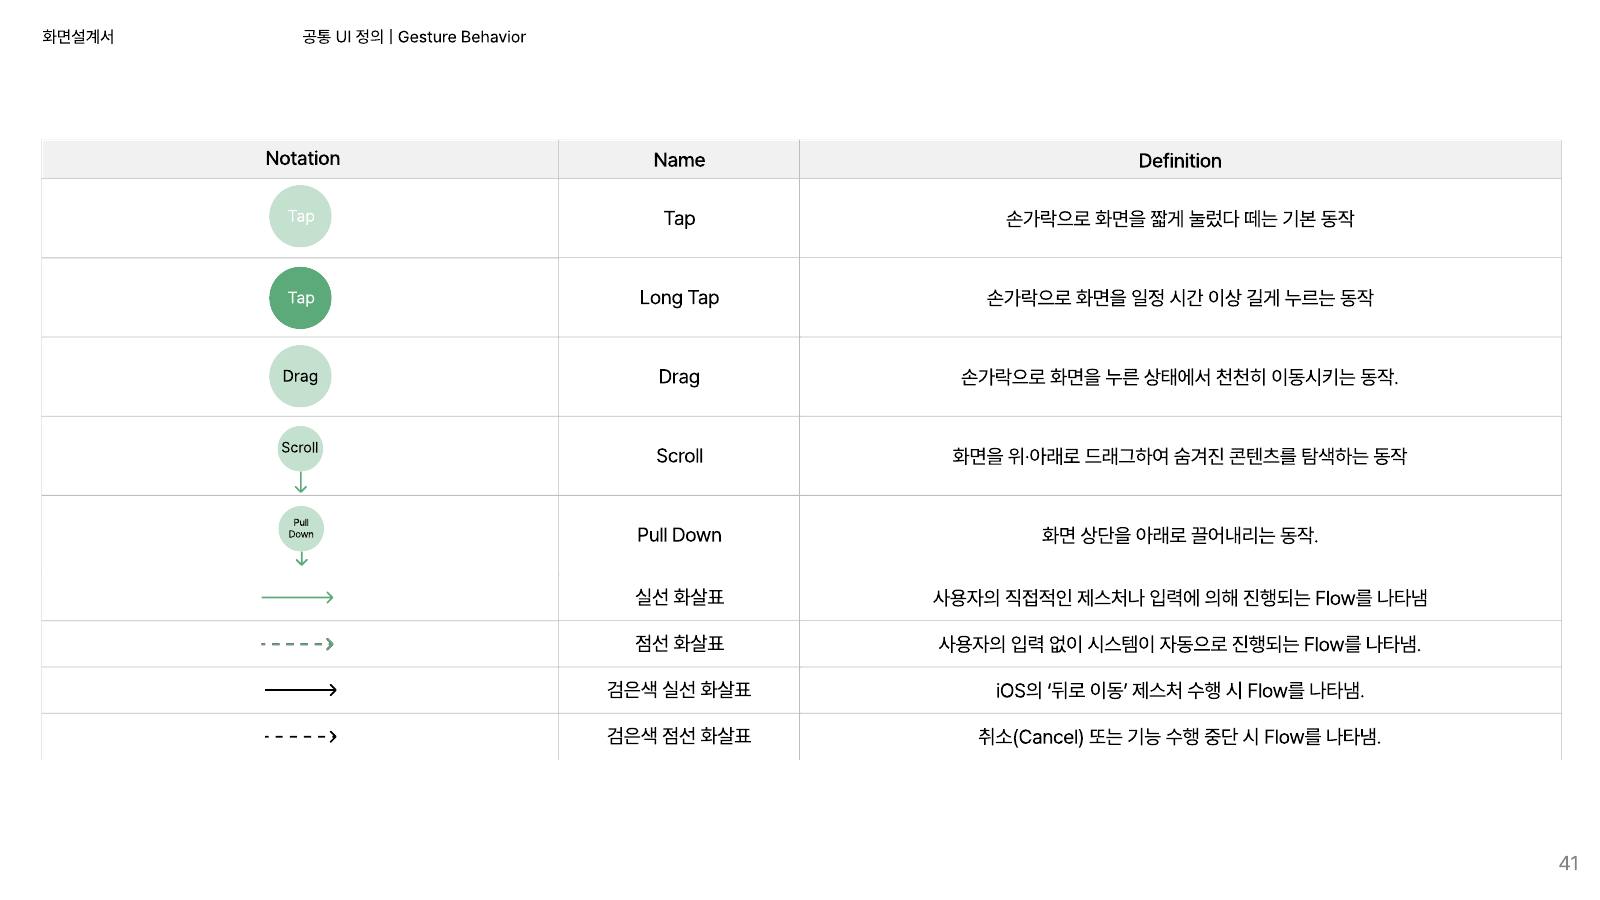 화면설계서
공통 UI 정의 | Gesture Behavior
Notation Name Definition
Tap Tap 손가락으로 화면을 짧게 눌렀다 떼는 기본 동작
Tap Long Tap 손가락으로 화면을 일정 시간 이상 길게 누르는 동작
Drag Drag 손가락으로 화면을 누른 상태에서 천천히 이동시키는 동작.
Scroll Scroll 화면을 위·아래로 드래그하여 숨겨진 콘텐츠를 탐색하는 동작
Pull
Down
Pull Down 화면 상단을 아래로 끌어내리는 동작.
실선 화살표 사용자의 직접적인 제스처나 입력에 의해 진행되는 Flow를 나타냄
점선 화살표 사용자의 입력 없이 시스템이 자동으로 진행되는 Flow를 나타냄.
검은색 실선 화살표 iOS의 ‘뒤로 이동’ 제스처 수행 시 Flow를 나타냄.
검은색 점선 화살표 취소(Cancel) 또는 기능 수행 중단 시 Flow를 나타냄.
41